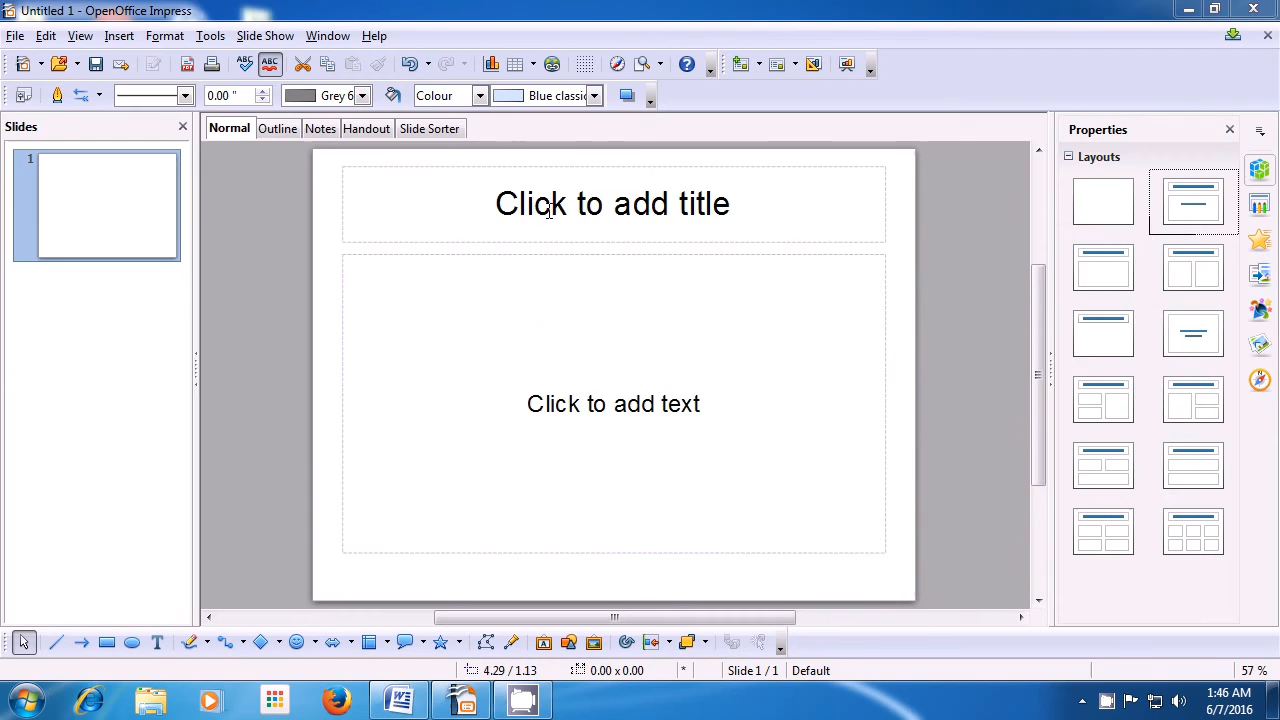 Untitled 1 - OpenOffice Impress
File Edit View Insert Format Tools Slide Show Window Help
ABC ABC
0.00 " Grey 6 Colour Blue classic
Slides
Normal Outline Notes Handout Slide Sorter
Properties
Layouts
1
Click to add title
Click to add text
4.29 / 1.13 0.00 x 0.00 * Slide 1 / 1 Default 57 %
1:46 AM
6/7/2016